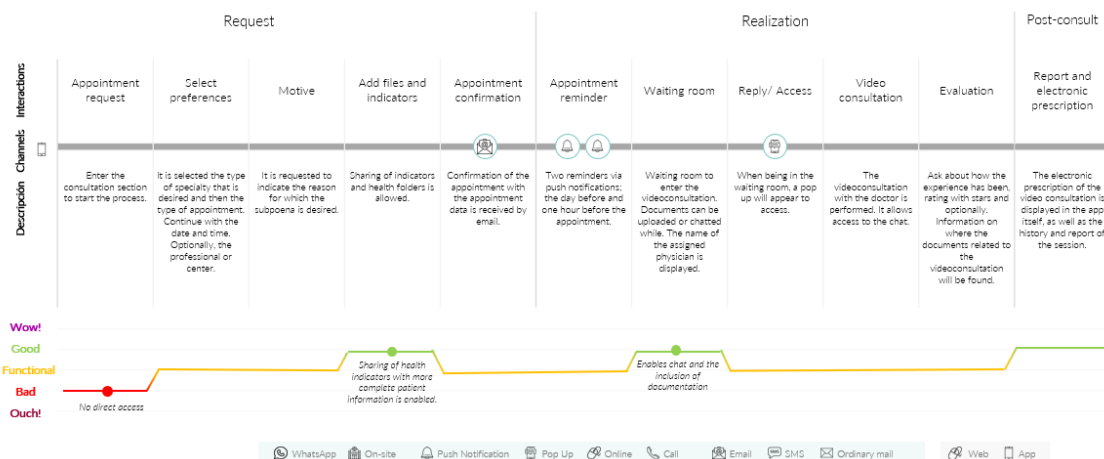 Request
Realization
Post-consult
Interactions
Appointment
request
Select
preferences
Motive
Add files and
indicators
Appointment
confirmation
Appointment
reminder
Waiting room
Reply/ Access
Video
consultation
Evaluation
Report and
electronic
prescription
Channels
Descripción
Enter the
consultation section
to start the process.
It is selected the type
of specialty that is
desired and then the
type of appointment.
Continue with the
date and time.
Optionally, the
professional or
center.
It is requested to
indicate the reason
for which the
subpoena is desired.
Sharing of indicators
and health folders is
allowed.
Confirmation of the
appointment with
the appointment
data is received by
email.
Two reminders via
push notifications;
the day before and
one hour before the
appointment.
Waiting room to
enter the
videoconsultation.
Documents can be
uploaded or chatted
while. The name of
the assigned
physician is
displayed.
When being in the
waiting room, a pop
up will appear to
access.
The
videoconsultation
with the doctor is
performed. It allows
access to the chat.
Ask about how the
experience has been,
rating with stars and
optionally.
Information on
where the
documents related to
the
videoconsultation
will be found.
The electronic
prescription of the
video consultation is
displayed in the app
itself, as well as the
history and report of
the session.
Wow!
Good
Functional
Bad
Ouch!
No direct access
Sharing of health
indicators with more
complete patient
information is enabled.
Enables chat and the
inclusion of
documentation
WhatsApp On-site Push Notification Pop Up Online Call Email SMS Ordinary mail Web App